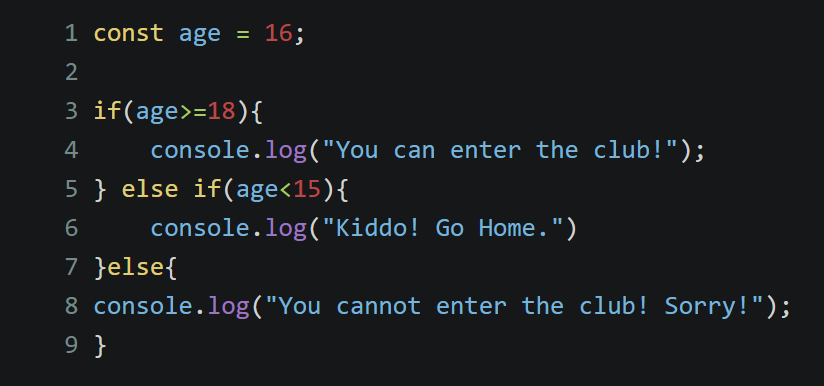 1 const age = 16;
2
3 if(age>=18){
4     console.log("You can enter the club!");
5 } else if(age<15){
6     console.log("Kiddo! Go Home.")
7 }else{
8 console.log("You cannot enter the club! Sorry!");
9 }